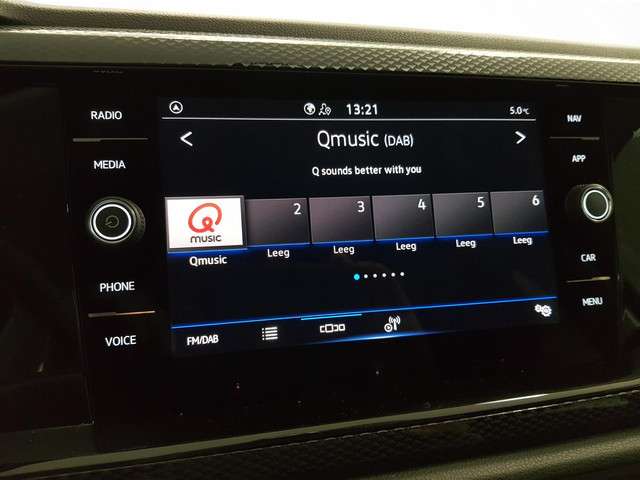 RADIO
MEDIA
PHONE
VOICE
13:21
5.0°C
Qmusic (DAB)
Q sounds better with you
Q
music
2
3
4
5
6
Qmusic
Leeg
Leeg
Leeg
Leeg
Leeg
FM/DAB
NAV
APP
CAR
MENU